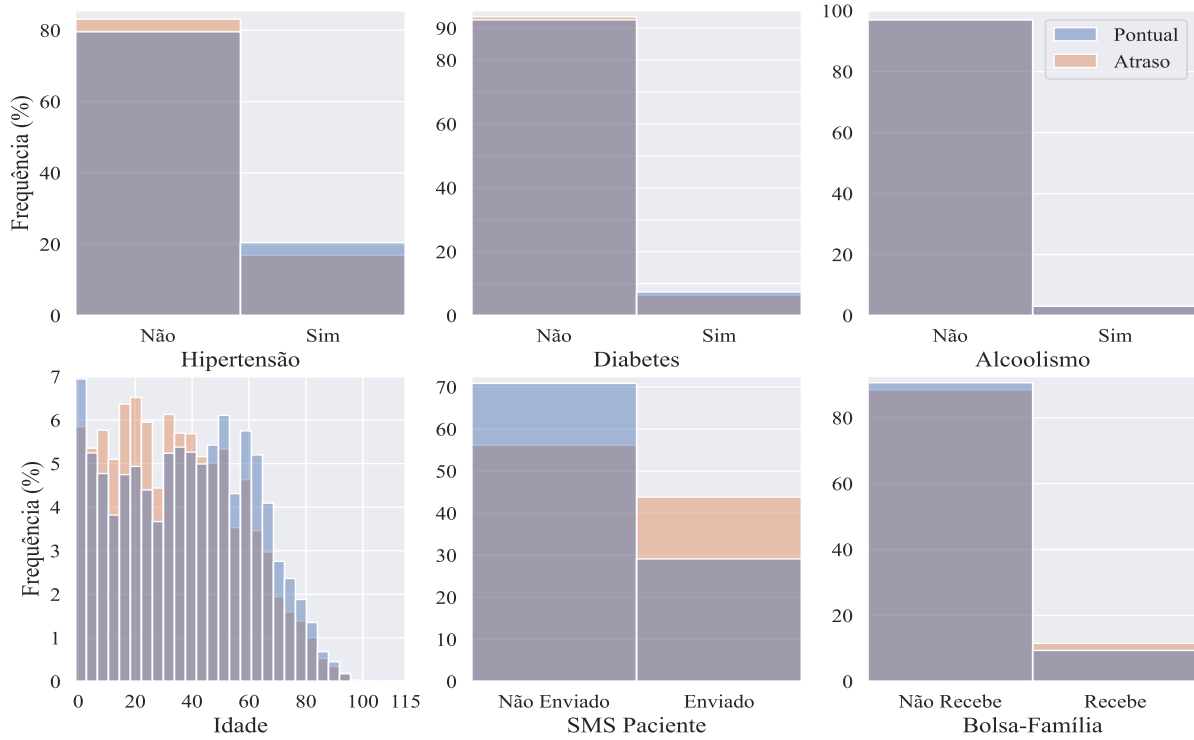 Frequência (%)
80
60
40
20
0
Não
Sim
Hipertensão
90
80
60
40
20
0
Não
Sim
Diabetes
100
80
60
40
20
0
Pontual
Atraso
Não
Sim
Alcoolismo
Frequência (%)
7
6
5
4
3
2
1
0
0 20 40 60 80 100 115
Idade
70
60
50
40
30
20
10
0
Não Enviado
Enviado
SMS Paciente
80
60
40
20
0
Não Recebe
Recebe
Bolsa-Família